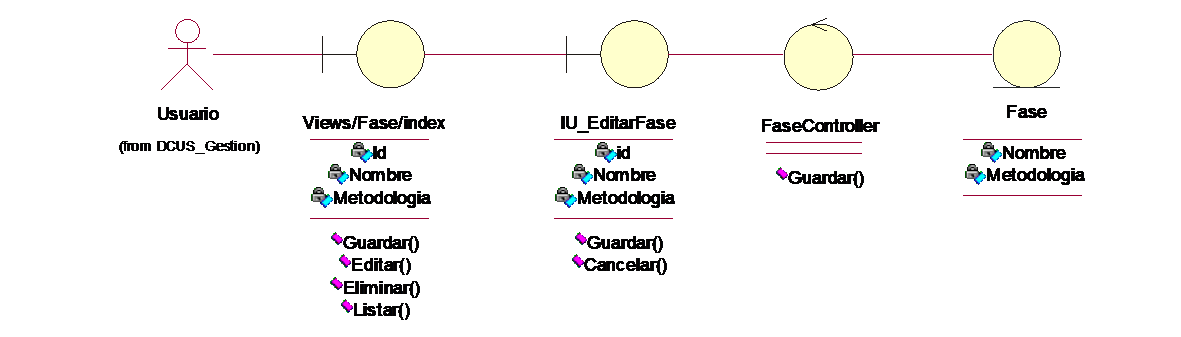 Usuario
(from DCUS_Gestion)
Views/Fase/index
Id
Nombre
Metodologia
Guardar()
Editar()
Eliminar()
Listar()
IU_EditarFase
id
Nombre
Metodologia
Guardar()
Cancelar()
FaseController
Guardar()
Fase
Nombre
Metodologia